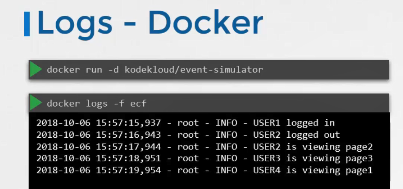 Logs - Docker
docker run -d kodekloud/event-simulator
docker logs -f ecf
2018-10-06 15:57:15,937 - root - INFO - USER1 logged in
2018-10-06 15:57:16,943 - root - INFO - USER2 logged out
2018-10-06 15:57:17,944 - root - INFO - USER2 is viewing page2
2018-10-06 15:57:18,951 - root - INFO - USER3 is viewing page3
2018-10-06 15:57:19,954 - root - INFO - USER4 is viewing page1